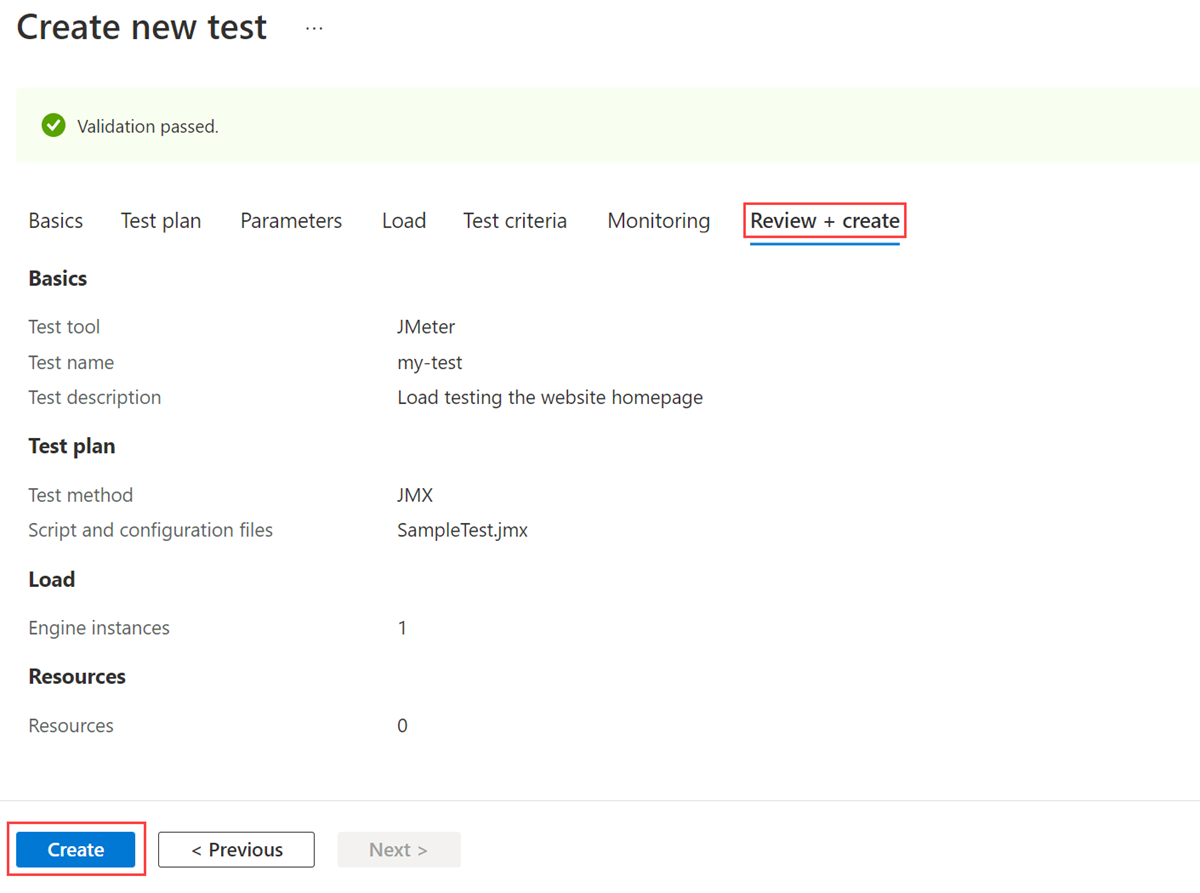 Create new test ...
Validation passed.
Basics Test plan Parameters Load Test criteria Monitoring Review + create
Basics
Test tool JMeter
Test name my-test
Test description Load testing the website homepage
Test plan
Test method JMX
Script and configuration files SampleTest.jmx
Load
Engine instances 1
Resources
Resources 0
Create < Previous Next >